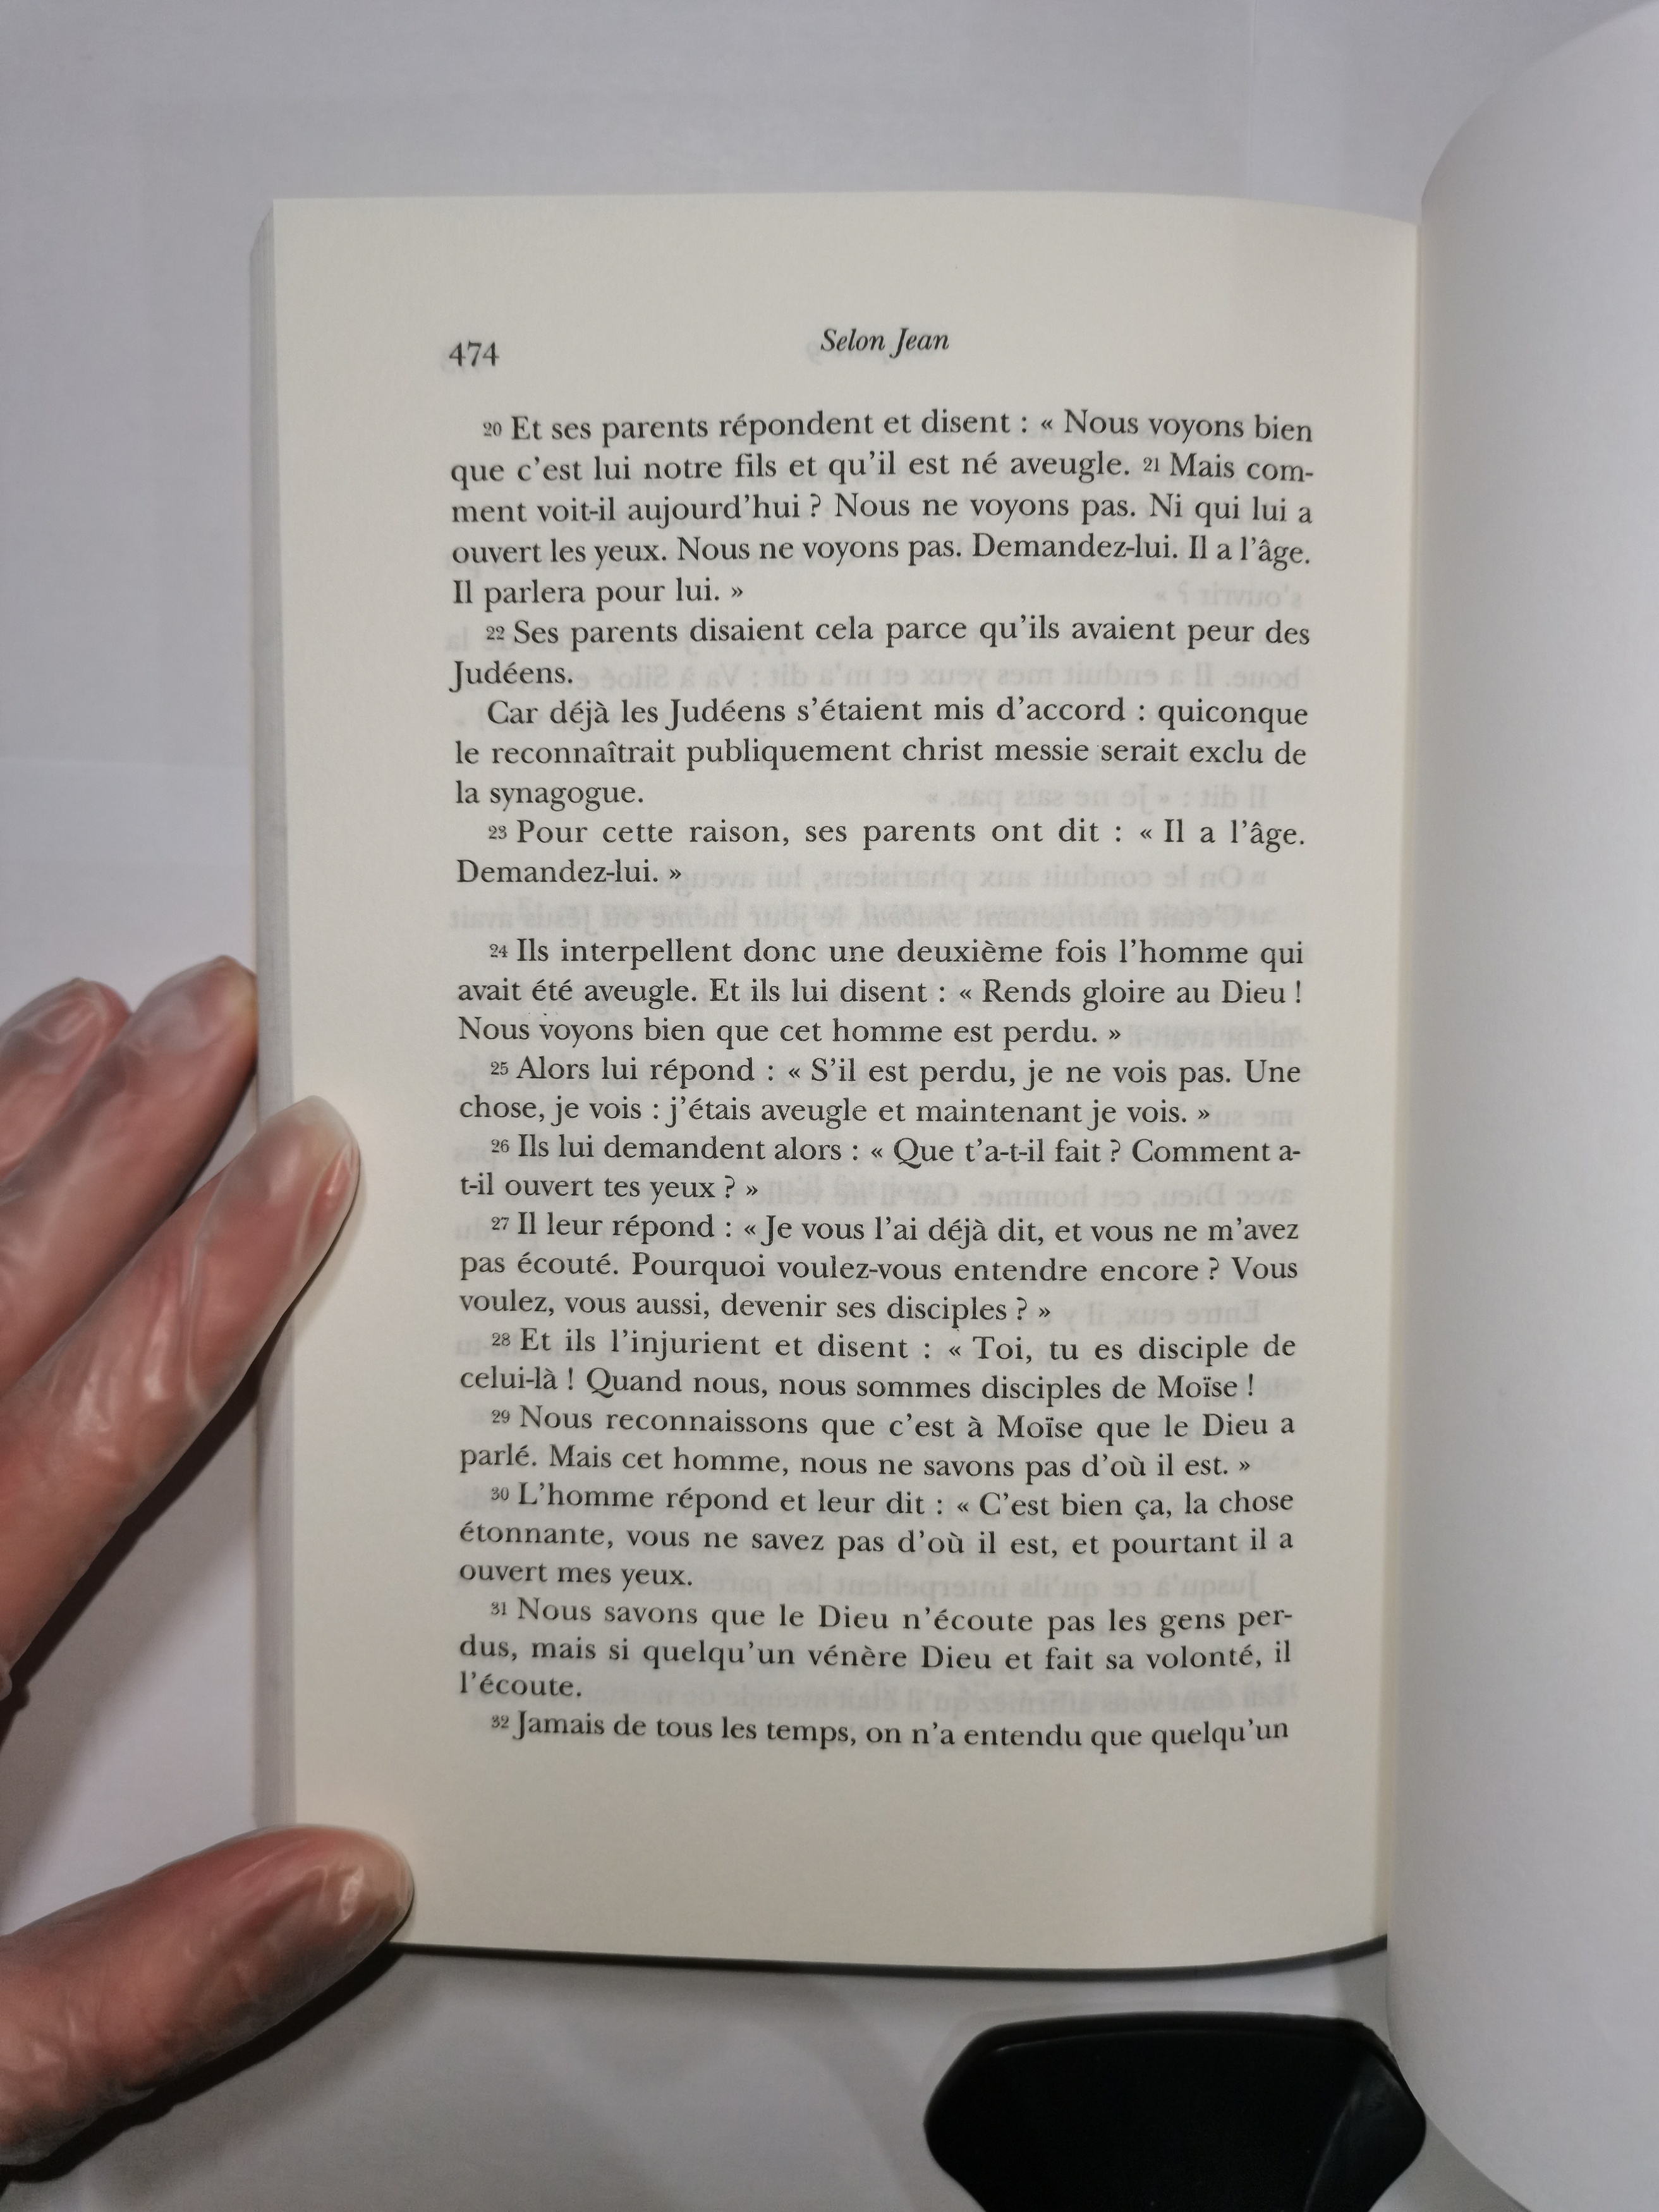 474
Selon Jean
20 Et ses parents répondent et disent : « Nous voyons bien
que c'est lui notre fils et qu'il est né aveugle. 21 Mais com-
ment voit-il aujourd'hui ? Nous ne voyons pas. Ni qui lui a
ouvert les yeux. Nous ne voyons pas. Demandez-lui. Il a l'âge.
Il parlera pour lui. »
22 Ses parents disaient cela parce qu'ils avaient peur des
Judéens.
Car déjà les Judéens s'étaient mis d'accord : quiconque
le reconnaîtrait publiquement christ messie serait exclu de
la synagogue.
23 Pour cette raison, ses parents ont dit : « Il a l'âge.
Demandez-lui. »
24 Ils interpellent donc une deuxième fois l'homme qui
avait été aveugle. Et ils lui disent : « Rends gloire au Dieu !
Nous voyons bien que cet homme est perdu. »
25 Alors lui répond : « S'il est perdu, je ne vois pas. Une
chose, je vois : j'étais aveugle et maintenant je vois. »
26 Ils lui demandent alors : « Que t'a-t-il fait ? Comment a-
t-il ouvert tes yeux ? »
27 Il leur répond : « Je vous l'ai déjà dit, et vous ne m'avez
pas écouté. Pourquoi voulez-vous entendre encore ? Vous
voulez, vous aussi, devenir ses disciples ? »
28 Et ils l'injurient et disent : « Toi, tu es disciple de
celui-là ! Quand nous, nous sommes disciples de Moïse !
29 Nous reconnaissons que c'est à Moïse que le Dieu a
parlé. Mais cet homme, nous ne savons pas d'où il est. »
30 L'homme répond et leur dit : « C'est bien ça, la chose
étonnante, vous ne savez pas d'où il est, et pourtant il a
ouvert mes yeux.
31 Nous savons que le Dieu n'écoute pas les gens per-
dus, mais si quelqu'un vénère Dieu et fait sa volonté, il
l'écoute.
32 Jamais de tous les temps, on n'a entendu que quelqu'un